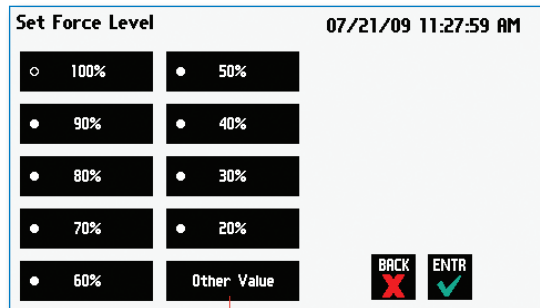 Set Force Level
07/21/09 11:27:59 AM
100%
50%
90%
40%
80%
30%
70%
20%
60%
Other Value
BACK
ENTR